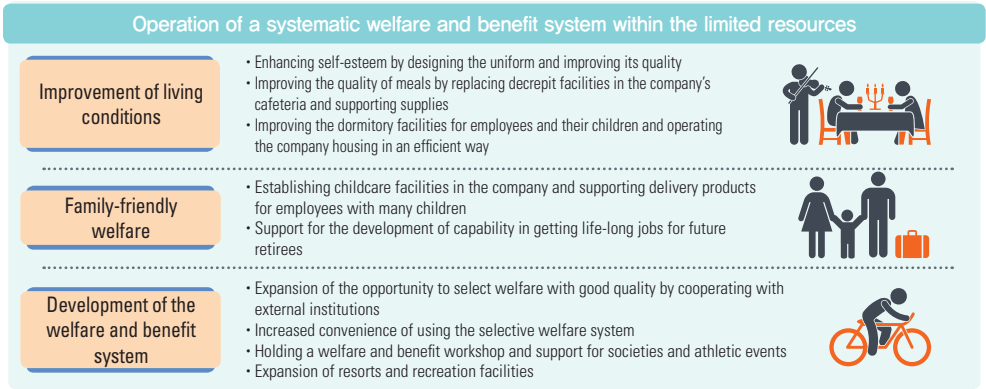 Operation of a systematic welfare and benefit system within the limited resources
Improvement of living
conditions
• Enhancing self-esteem by designing the uniform and improving its quality
• Improving the quality of meals by replacing decrepit facilities in the company's
cafeteria and supporting supplies
• Improving the dormitory facilities for employees and their children and operating
the company housing in an efficient way
Family-friendly
welfare
• Establishing childcare facilities in the company and supporting delivery products
for employees with many children
• Support for the development of capability in getting life-long jobs for future
retirees
Development of the
welfare and benefit
system
• Expansion of the opportunity to select welfare with good quality by cooperating with
external institutions
• Increased convenience of using the selective welfare system
• Holding a welfare and benefit workshop and support for societies and athletic events
• Expansion of resorts and recreation facilities